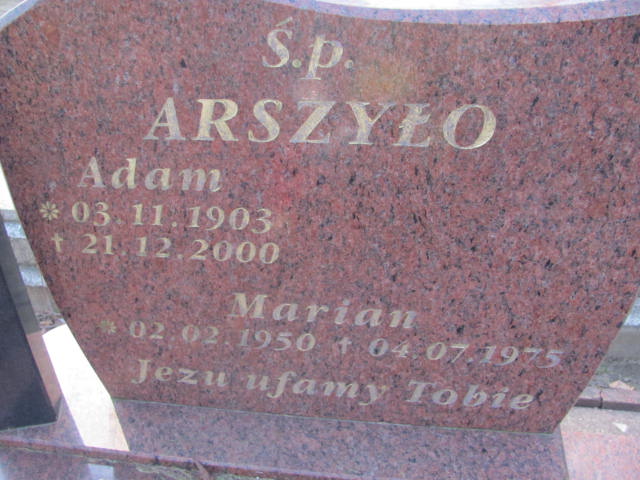 Ś.p.
ARSZYŁO
Adam
* 03.11.1903
† 21.12.2000
Marian
* 02.02.1950 † 04.07.1975
Jezu ufamy Tobie